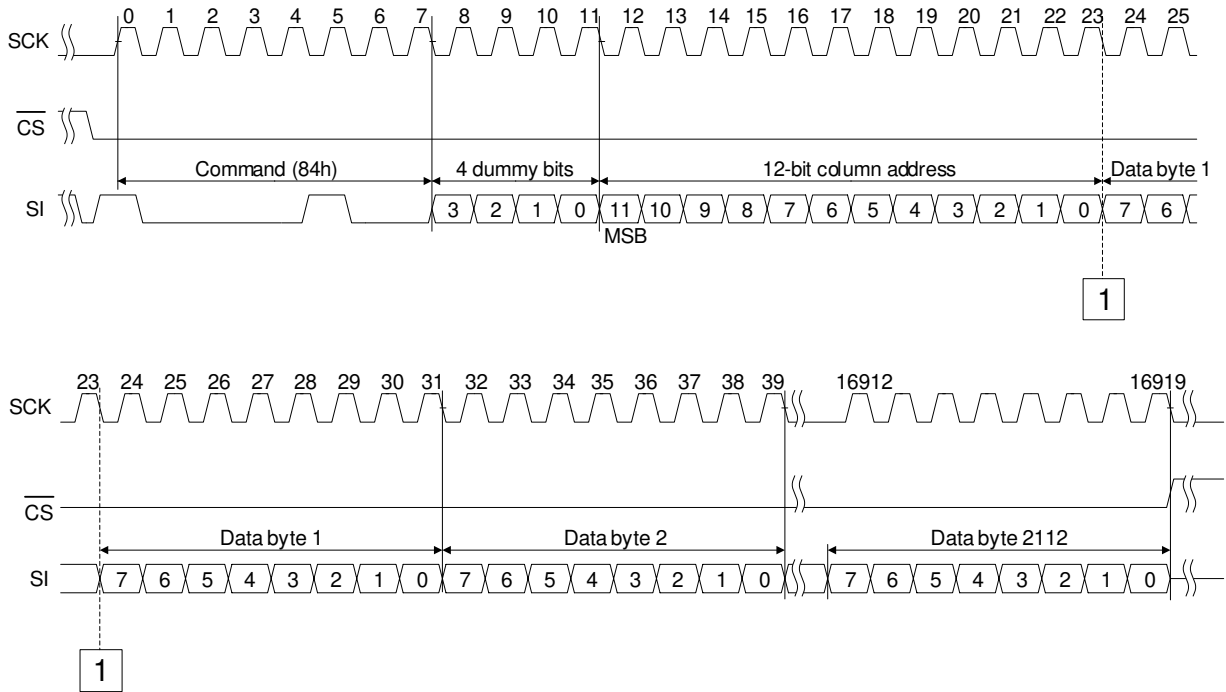 0 1 2 3 4 5 6 7 8 9 10 11 12 13 14 15 16 17 18 19 20 21 22 23 24 25
SCK
CS
Command (84h) 4 dummy bits 12-bit column address Data byte 1
SI 3 2 1 0 11 10 9 8 7 6 5 4 3 2 1 0 7 6
MSB
1
23 24 25 26 27 28 29 30 31 32 33 34 35 36 37 38 39 16912 16919
SCK
CS
Data byte 1 Data byte 2 Data byte 2112
SI 7 6 5 4 3 2 1 0 7 6 5 4 3 2 1 0 7 6 5 4 3 2 1 0
1